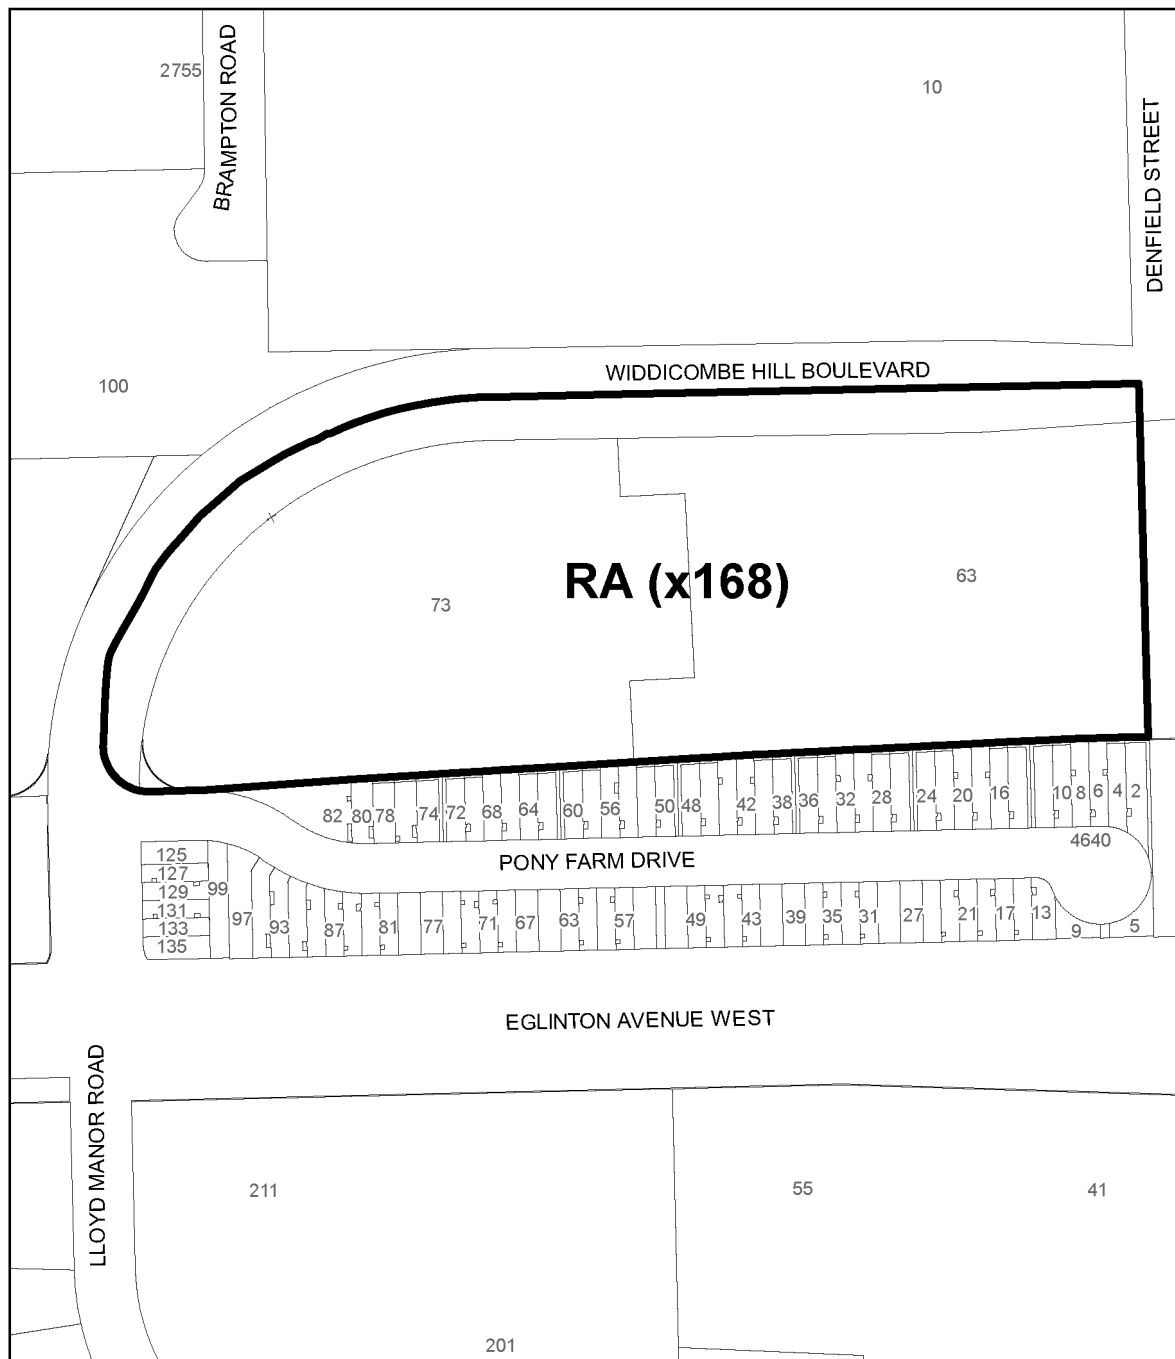 2755
BRAMPTON ROAD
10
DENFIELD STREET
100
WIDDICOMBE HILL BOULEVARD
RA (x168)
73
63
82 80 78 74 72 68 64 60 56 50 48 42 38 36 32 28 24 20 16 10 8 6 4 2
4640
PONY FARM DRIVE
125
127
129
131
133
135
99 97 93 87 81 77 71 67 63 57 49 43 39 35 31 27 21 17 13 9 5
EGLINTON AVENUE WEST
LLOYD MANOR ROAD
211
55
41
201